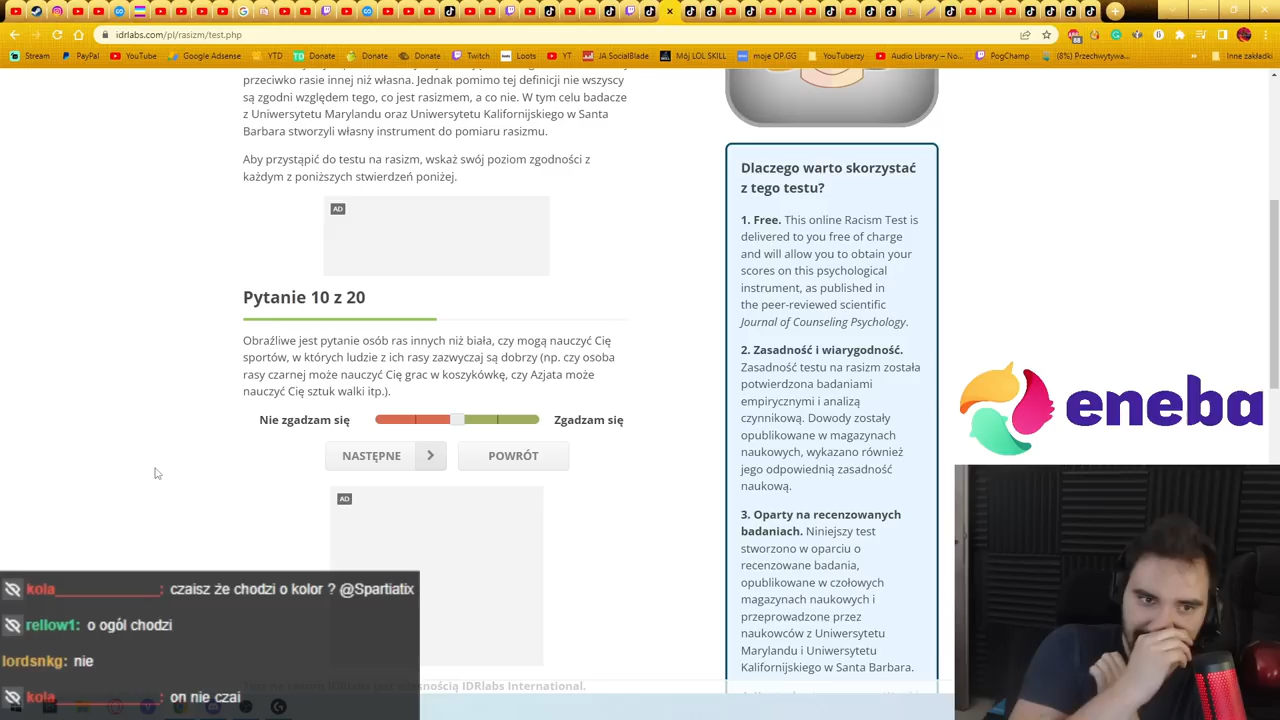 idrlabs.com/pl/rasizm/test.php
Stream PayPal YouTube Google Adsense YTD Donate Donate Donate Twitch Loots YT JA SocialBlade Mój LOL SKILL moje OP.GG YouTuberzy Audio Library – No... PogChamp (8%) Przechwytywa... Inne zakładki
przeciwko rasie innej niż własna. Jednak pomimo tej definicji nie wszyscy
są zgodni względem tego, co jest rasizmem, a co nie. W tym celu badacze
z Uniwersytetu Marylandu oraz Uniwersytetu Kalifornijskiego w Santa
Barbara stworzyli własny instrument do pomiaru rasizmu.
Aby przystąpić do testu na rasizm, wskaż swój poziom zgodności z
każdym z poniższych stwierdzeń poniżej.
AD
Pytanie 10 z 20
Obraźliwe jest pytanie osób ras innych niż biała, czy mogą nauczyć Cię
sportów, w których ludzie z ich rasy zazwyczaj są dobrzy (np. czy osoba
rasy czarnej może nauczyć Cię grac w koszykówkę, czy Azjata może
nauczyć Cię sztuk walki itp.).
Nie zgadzam się Zgadzam się
NASTĘPNE POWRÓT
AD
Dlaczego warto skorzystać
z tego testu?
1. Free. This online Racism Test is
delivered to you free of charge
and will allow you to obtain your
scores on this psychological
instrument, as published in
the peer-reviewed scientific
Journal of Counseling Psychology.
2. Zasadność i wiarygodność.
Zasadność testu na rasizm została
potwierdzona badaniami
empirycznymi i analizą
czynnikową. Dowody zostały
opublikowane w magazynach
naukowych, wykazano również
jego odpowiednią zasadność
naukową.
3. Oparty na recenzowanych
badaniach. Niniejszy test
stworzono w oparciu o
recenzowane badania,
opublikowane w czołowych
magazynach naukowych i
przeprowadzone przez
naukowców z Uniwersytetu
Marylandu i Uniwersytetu
Kalifornijskiego w Santa Barbara.
eneba
kola______________: czaisz że chodzi o kolor ? @Spartiatix
rellow1: o ogół chodzi
lordsnkg: nie
kola______________: on nie czai
IDRlabs International.